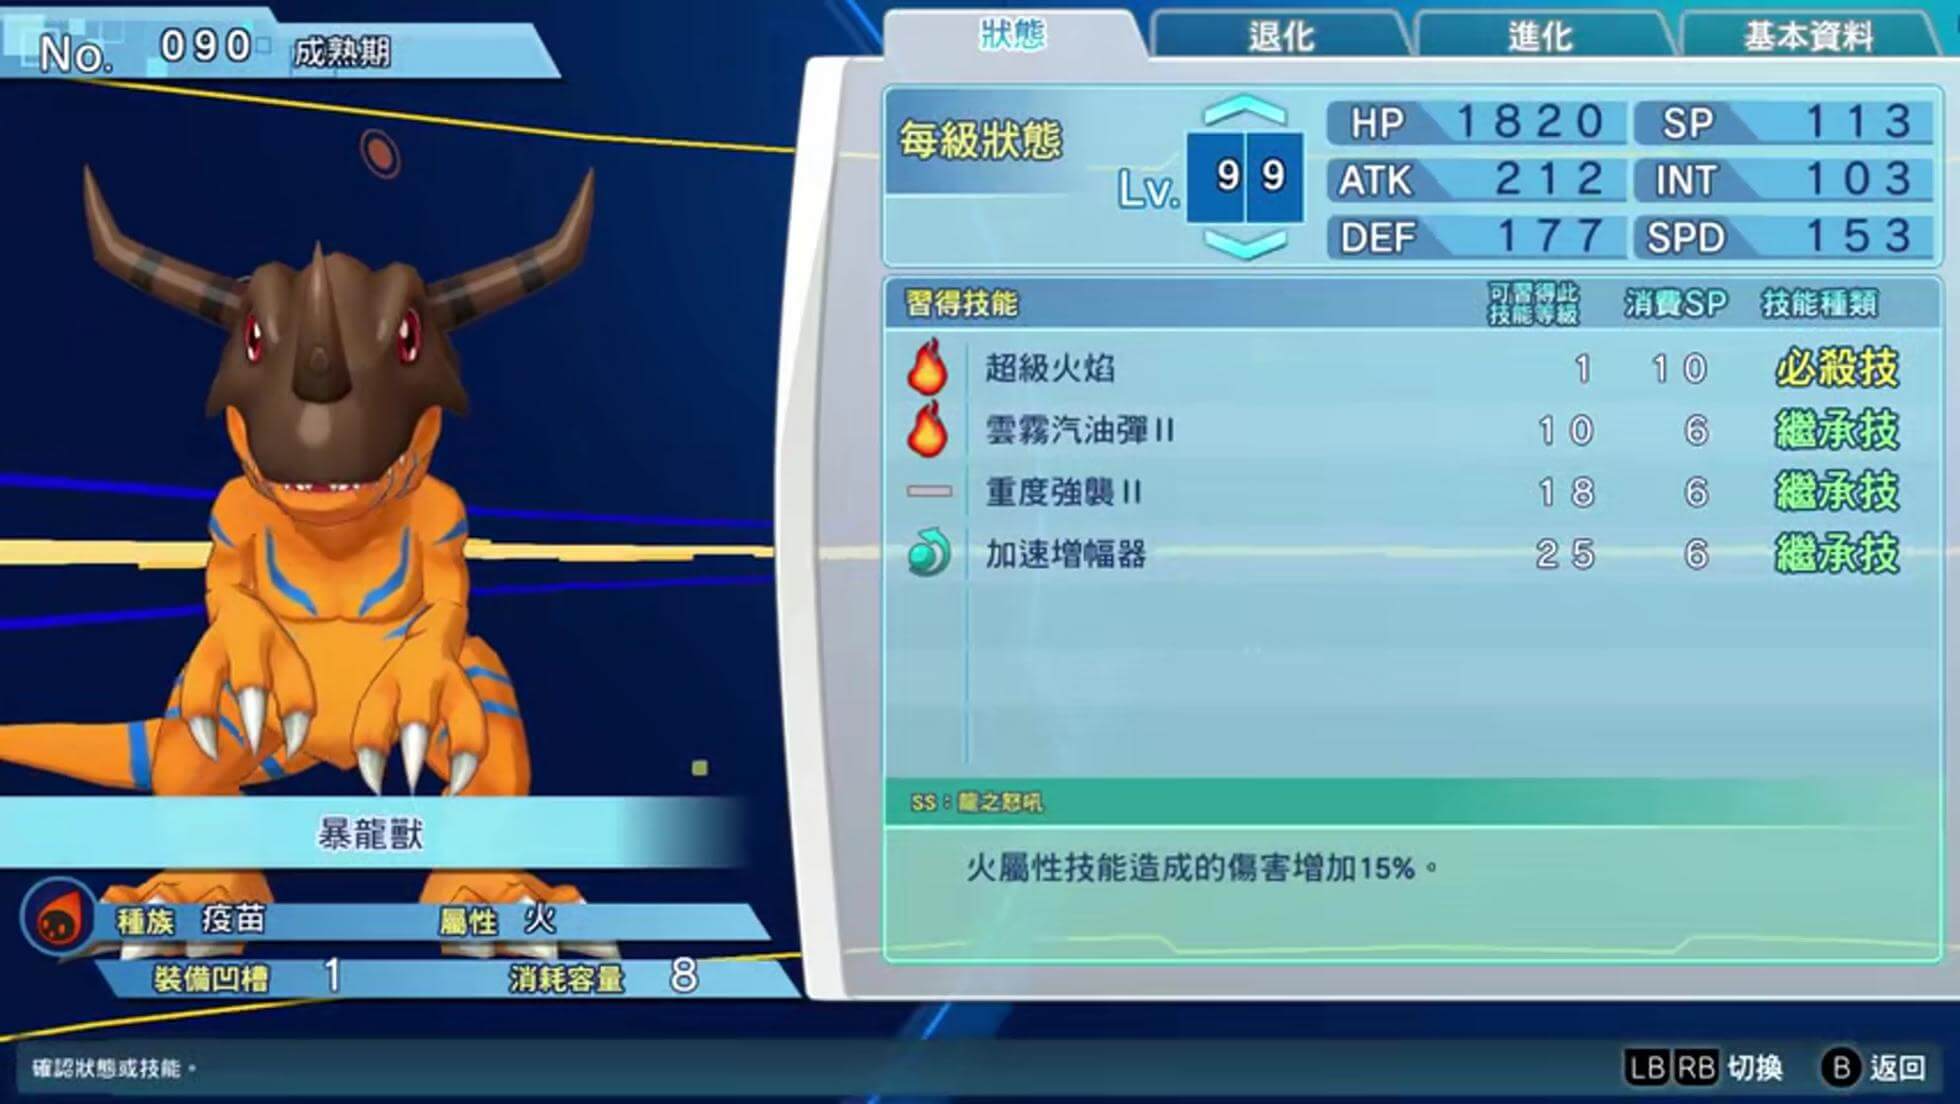 No. 090 成熟期
狀態 退化 進化 基本資料
每級狀態 Lv. 99
HP 1820 SP 113
ATK 212 INT 103
DEF 177 SPD 153
習得技能 可習得此技能等級 消費SP 技能種類
超級火焰 1 10 必殺技
雲霧汽油彈II 10 6 繼承技
重度強襲II 18 6 繼承技
加速增幅器 25 6 繼承技
SS：龍之怒吼
火屬性技能造成的傷害增加15%。
暴龍獸
種族 疫苗 屬性 火
裝備凹槽 1 消耗容量 8
確認狀態或技能。
LB RB 切換 B 返回